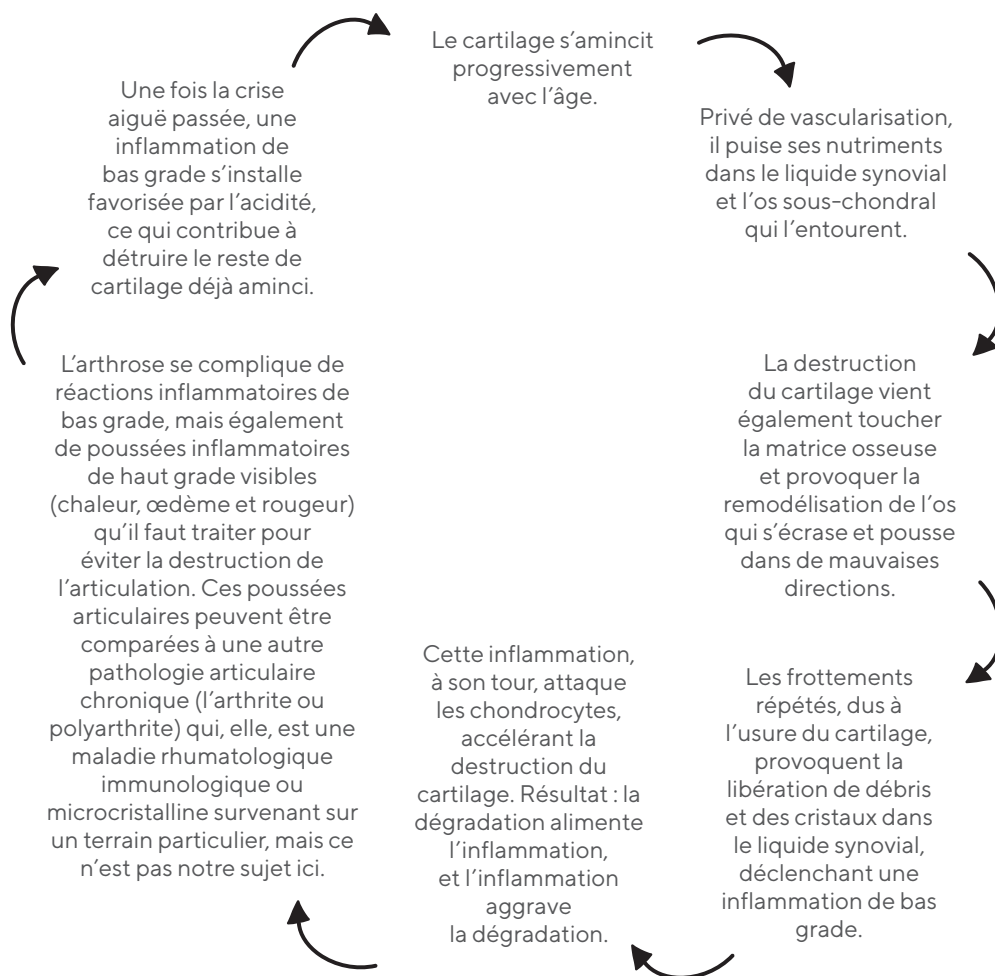 Le cartilage s’amincit
progressivement
avec l’âge.
Privé de vascularisation,
il puise ses nutriments
dans le liquide synovial
et l’os sous-chondral
qui l’entourent.
La destruction
du cartilage vient
également toucher
la matrice osseuse
et provoquer la
remodélisation de l’os
qui s’écrase et pousse
dans de mauvaises
directions.
Les frottements
répétés, dus à
l’usure du cartilage,
provoquent la
libération de débris
et des cristaux dans
le liquide synovial,
déclenchant une
inflammation de bas
grade.
Cette inflammation,
à son tour, attaque
les chondrocytes,
accélérant la
destruction du
cartilage. Résultat : la
dégradation alimente
l’inflammation,
et l’inflammation
aggrave
la dégradation.
L’arthrose se complique de
réactions inflammatoires de
bas grade, mais également
de poussées inflammatoires
de haut grade visibles
(chaleur, œdème et rougeur)
qu’il faut traiter pour
éviter la destruction de
l’articulation. Ces poussées
articulaires peuvent être
comparées à une autre
pathologie articulaire
chronique (l’arthrite ou
polyarthrite) qui, elle, est une
maladie rhumatologique
immunologique ou
microcristalline survenant sur
un terrain particulier, mais ce
n’est pas notre sujet ici.
Une fois la crise
aiguë passée, une
inflammation de
bas grade s’installe
favorisée par l’acidité,
ce qui contribue à
détruire le reste de
cartilage déjà aminci.